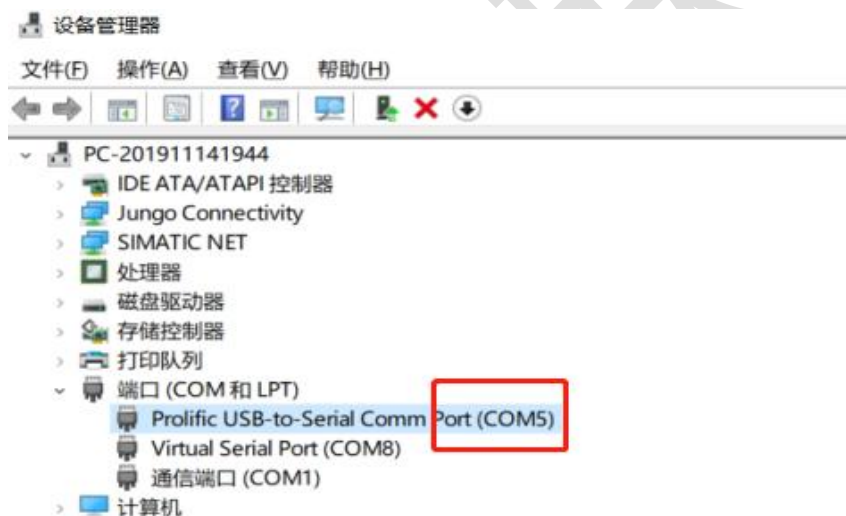 设备管理器
文件(F) 操作(A) 查看(V) 帮助(H)
PC-201911141944
IDE ATA/ATAPI 控制器
Jungo Connectivity
SIMATIC NET
处理器
磁盘驱动器
存储控制器
打印队列
端口 (COM 和 LPT)
Prolific USB-to-Serial Comm Port (COM5)
Virtual Serial Port (COM8)
通信端口 (COM1)
计算机